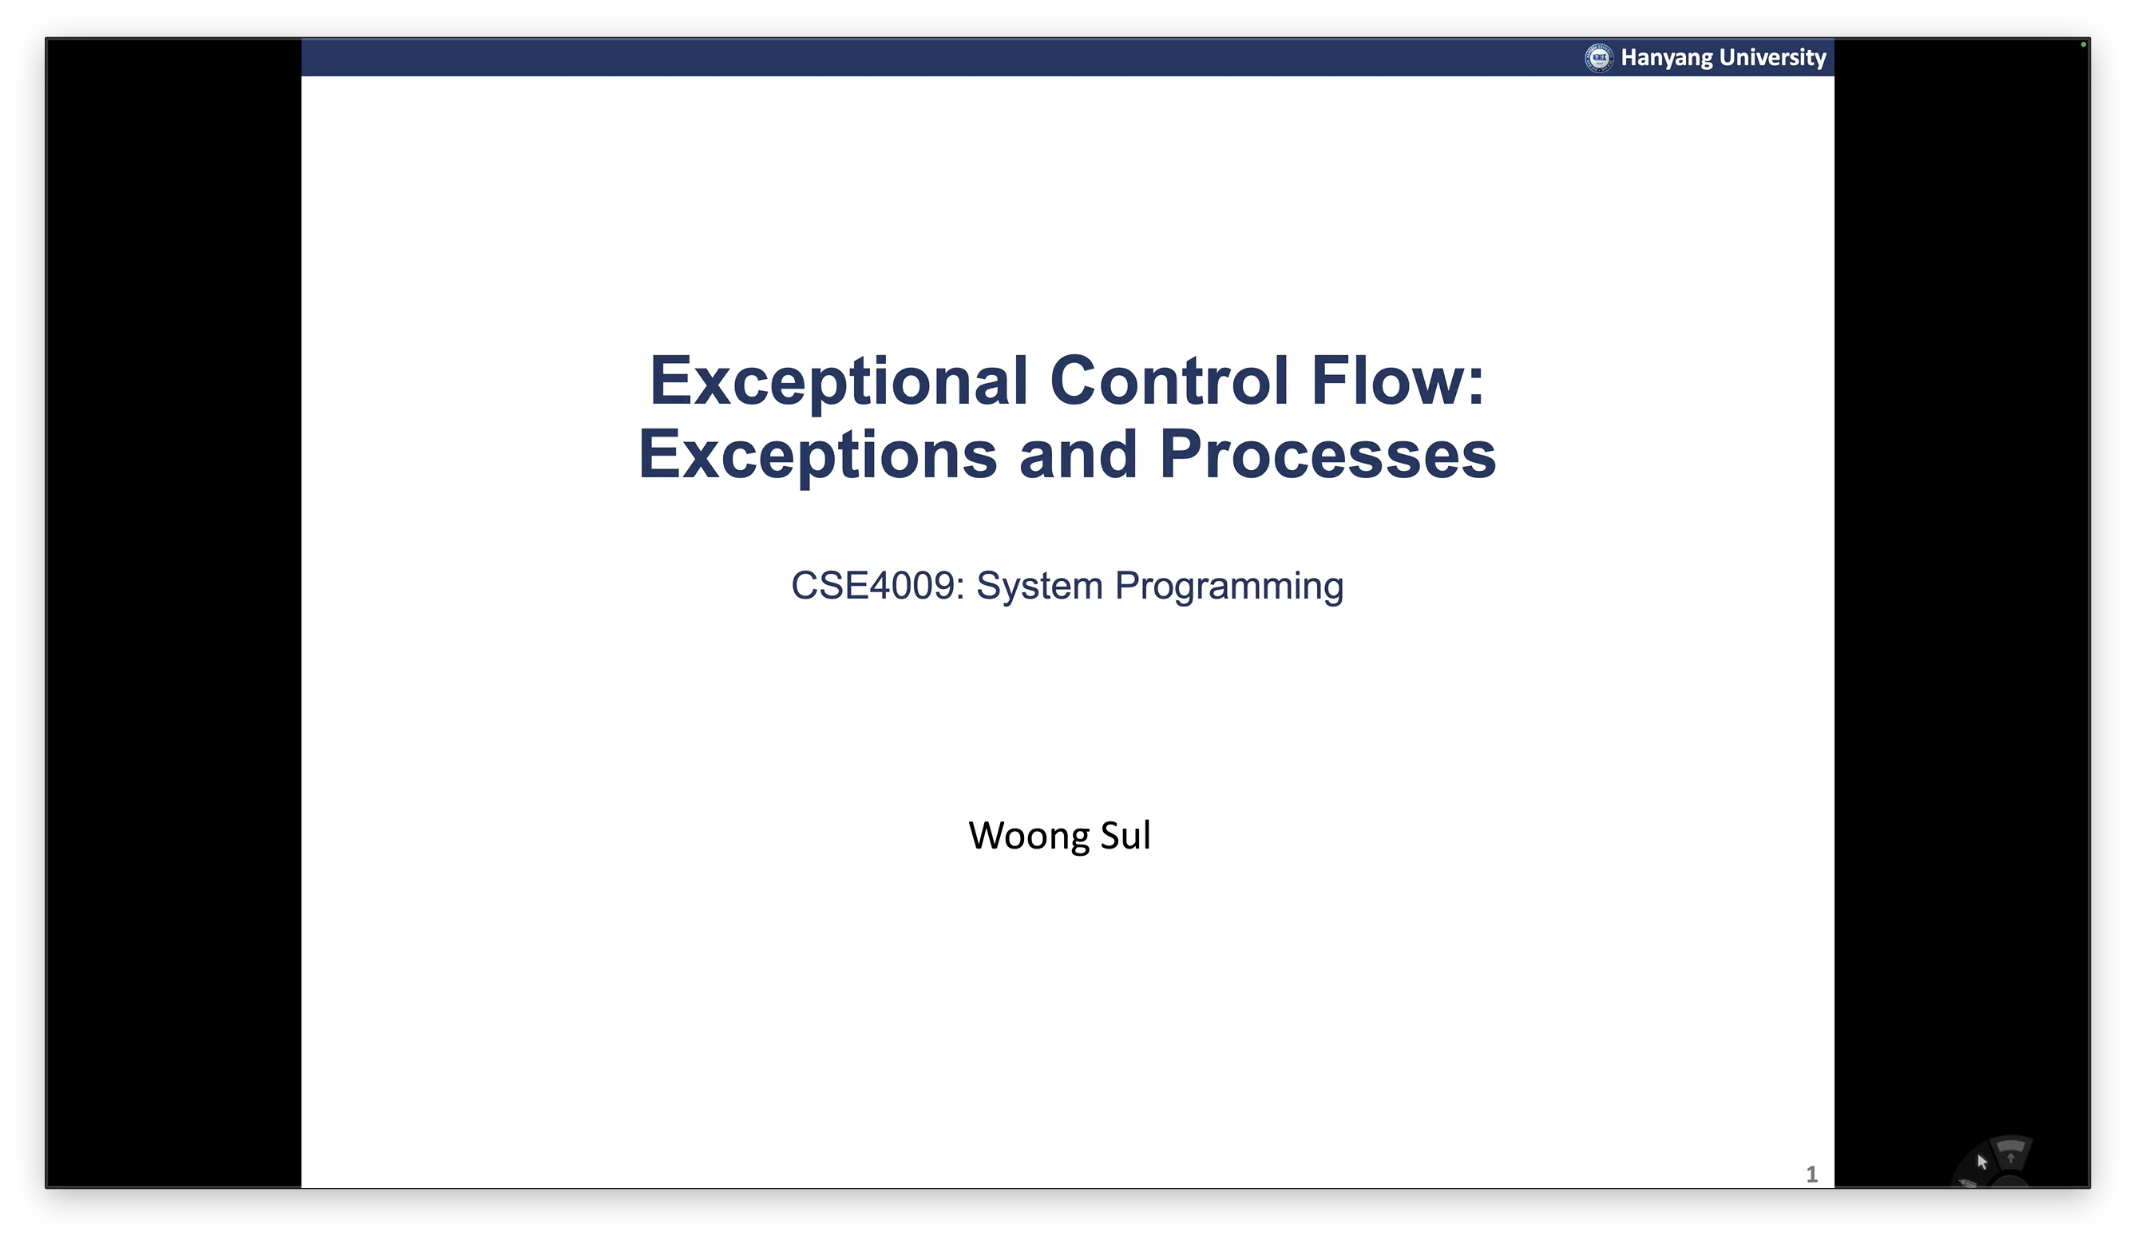 Hanyang University
Exceptional Control Flow:
Exceptions and Processes
CSE4009: System Programming
Woong Sul
1